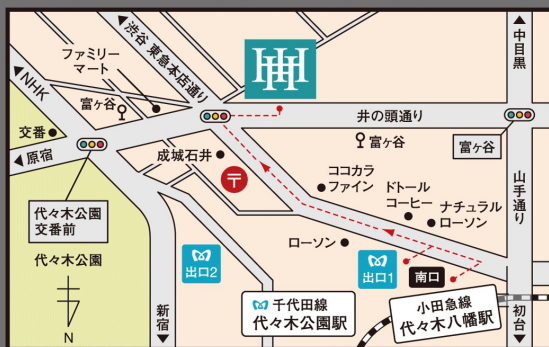 渋谷 東急本店通り
中目黒
ファミリー
マート
NHK
HH
富ヶ谷
井の頭通り
交番
富ヶ谷
富ヶ谷
原宿
成城石井
〒
ココカラ
ファイン
ドトール
コーヒー
ナチュラル
ローソン
山手通り
代々木公園
交番前
代々木公園
ローソン
出口2
出口1
南口
千代田線
代々木公園駅
小田急線
代々木八幡駅
新宿
初台
N